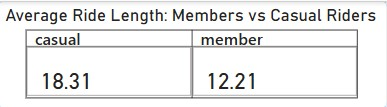 Average Ride Length: Members vs Casual Riders
casual member
18.31 12.21